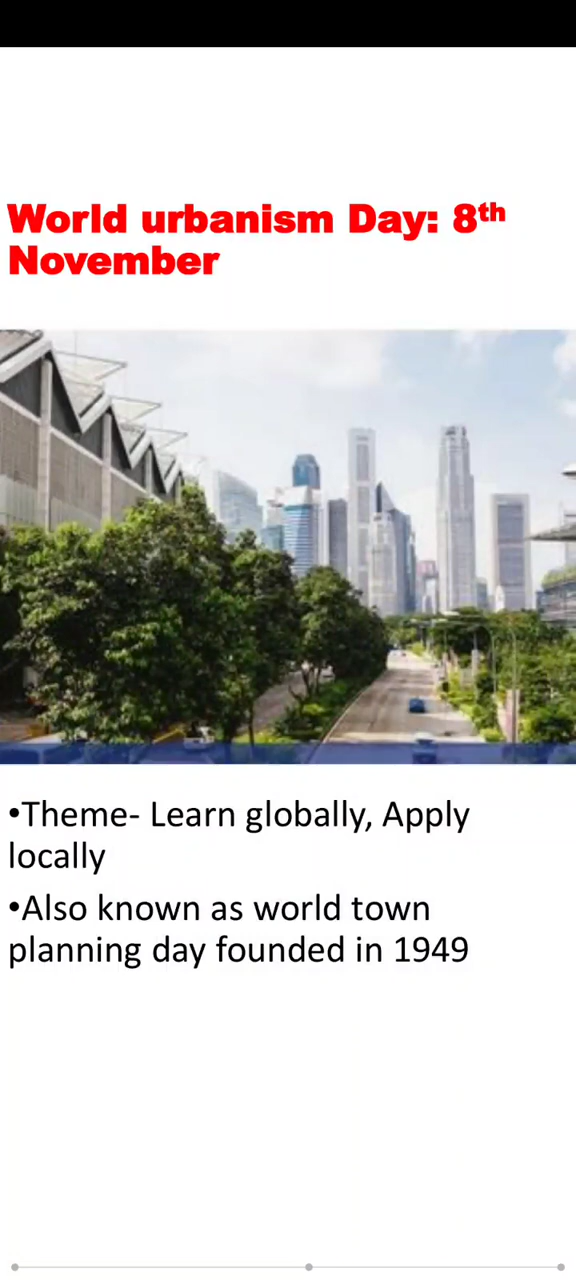 World urbanism Day: 8th
November
•Theme- Learn globally, Apply
locally
•Also known as world town
planning day founded in 1949